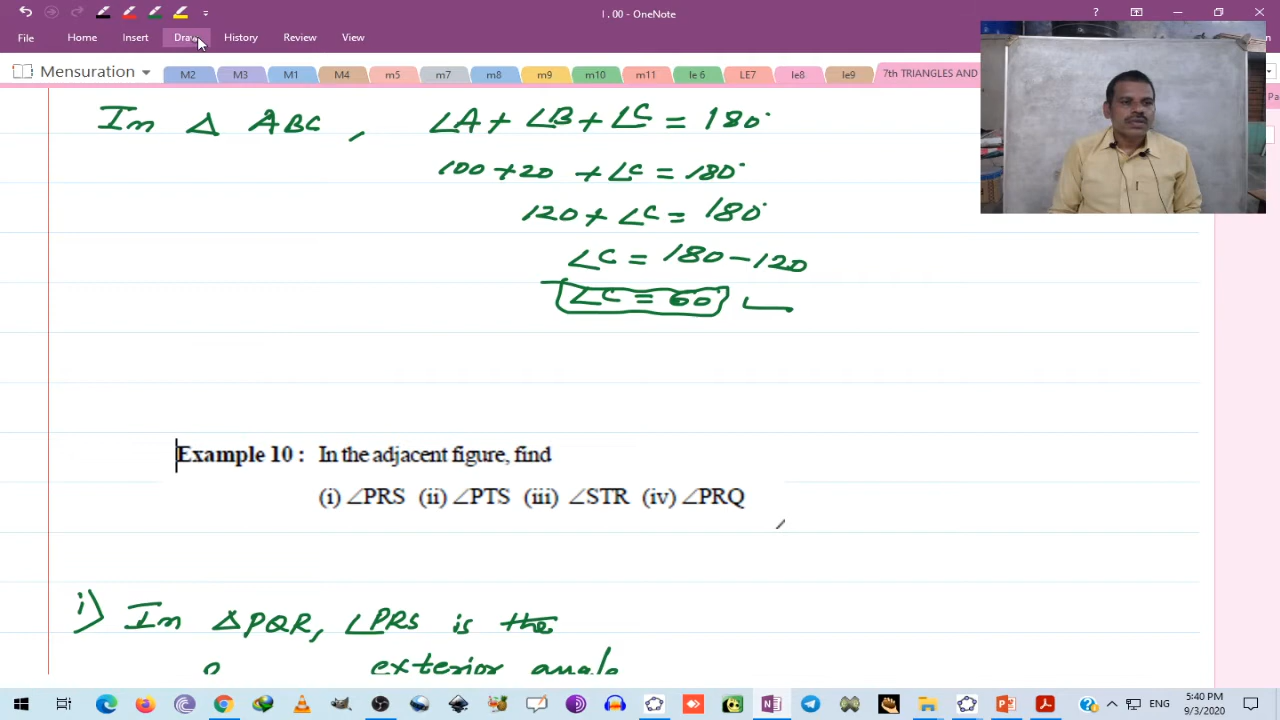 1.00 - OneNote
File Home Insert Draw History Review View
Mensuration M2 M3 M1 M4 m5 m7 m8 m9 m10 m11 le 6 LE7 le8 le9 7th TRIANGLES AND
Pa
In △ ABC, ∠A + ∠B + ∠C = 180°
100 + 20 + ∠C = 180°
120 + ∠C = 180°
∠C = 180 - 120
∠C = 60°
Example 10 : In the adjacent figure, find
(i) ∠PRS (ii) ∠PTS (iii) ∠STR (iv) ∠PRQ
i) In △PQR, ∠PRS is the
exterior angle
ENG
5:40 PM
9/3/2020